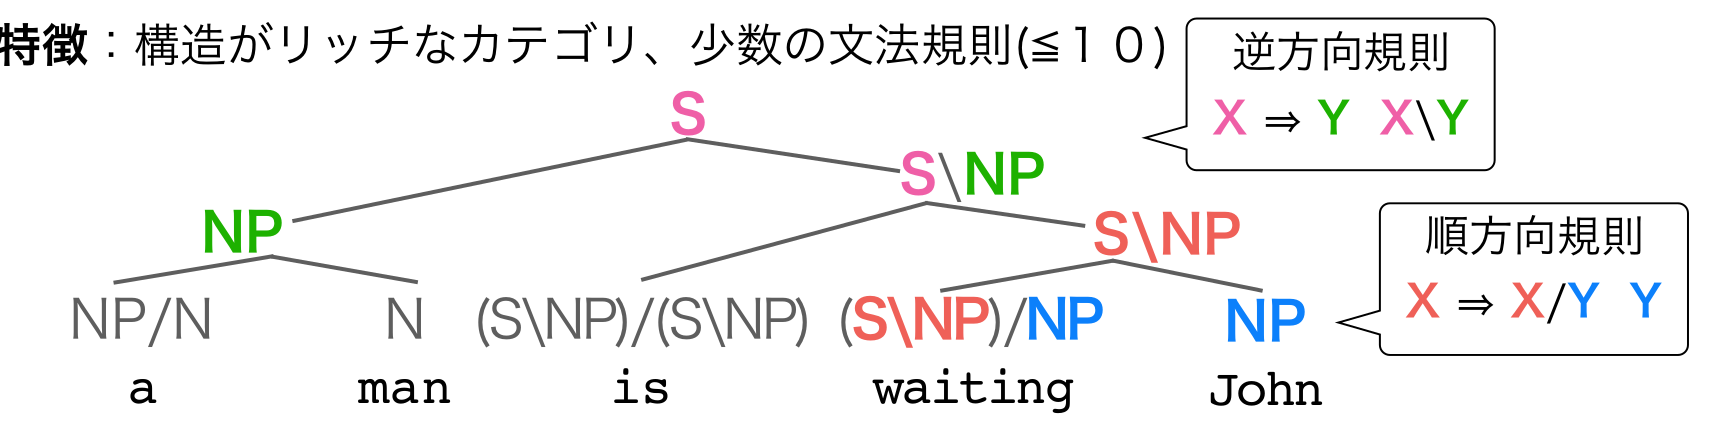 特徴：構造がリッチなカテゴリ、少数の文法規則(≦１０)
逆方向規則
X ⇒ Y X\Y
S
S\NP
NP
S\NP
順方向規則
X ⇒ X/Y Y
NP/N N (S\NP)/(S\NP) (S\NP)/NP NP
a man is waiting John